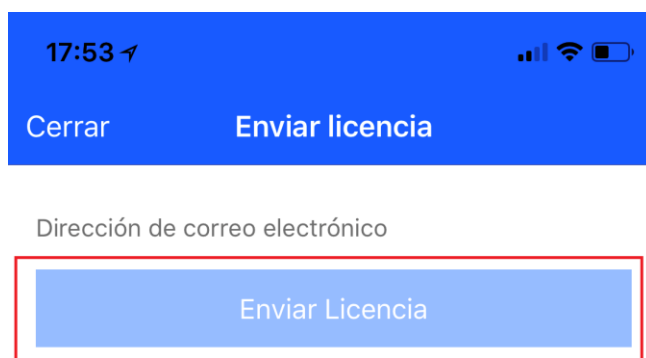 17:53
Cerrar Enviar licencia
Dirección de correo electrónico
Enviar Licencia